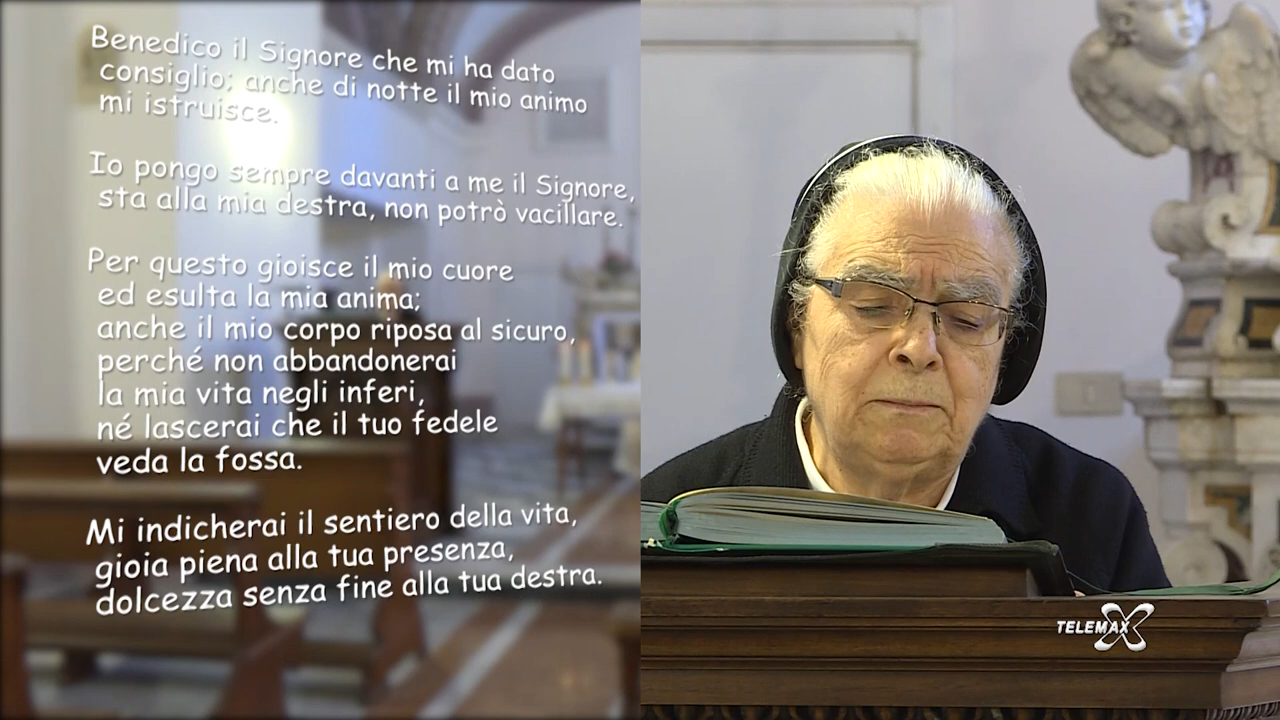 Benedico il Signore che mi ha dato
consiglio; anche di notte il mio animo
mi istruisce.
Io pongo sempre davanti a me il Signore,
sta alla mia destra, non potrò vacillare.
Per questo gioisce il mio cuore
ed esulta la mia anima;
anche il mio corpo riposa al sicuro,
perché non abbandonerai
la mia vita negli inferi,
né lascerai che il tuo fedele
veda la fossa.
Mi indicherai il sentiero della vita,
gioia piena alla tua presenza,
dolcezza senza fine alla tua destra.
TELEMAX